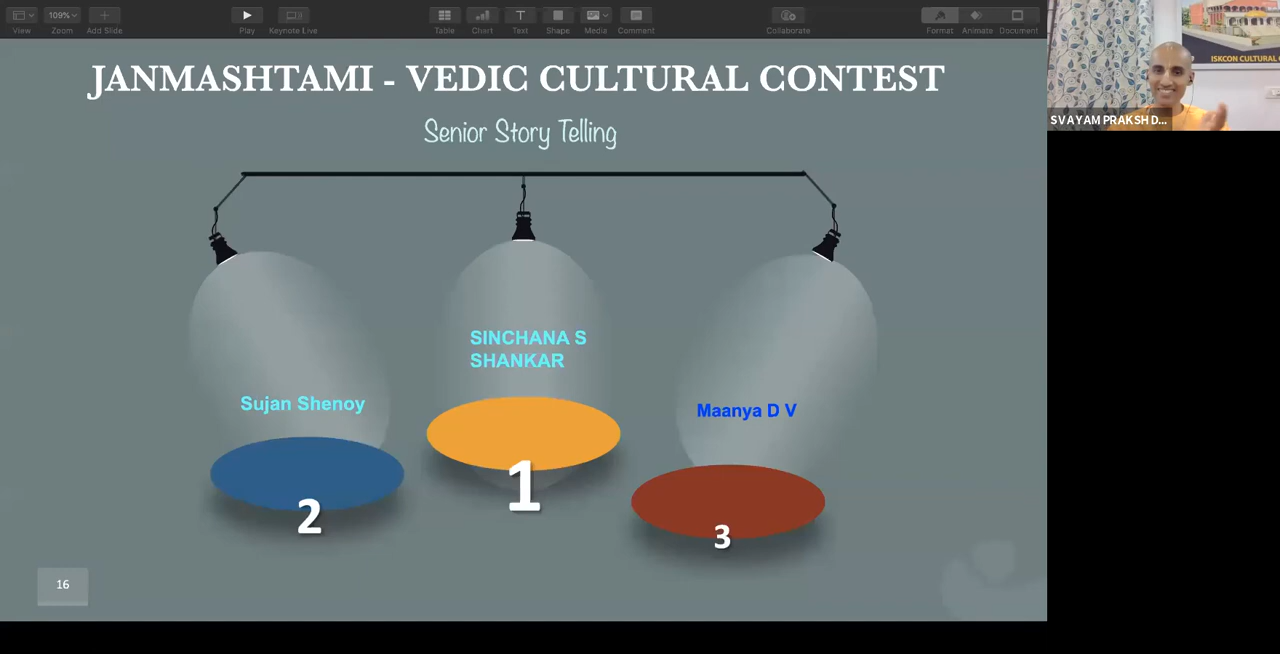 View
109%
Zoom
Add Slide
Play
Keynote Live
Table
Chart
Text
Shape
Media
Comment
Collaborate
Format
Animate
Document
JANMASHTAMI - VEDIC CULTURAL CONTEST
Senior Story Telling
SINCHANA S
SHANKAR
Sujan Shenoy
Maanya D V
1
2
3
16
ISKCON CULTURAL
SVAYAM PRAKSH D...